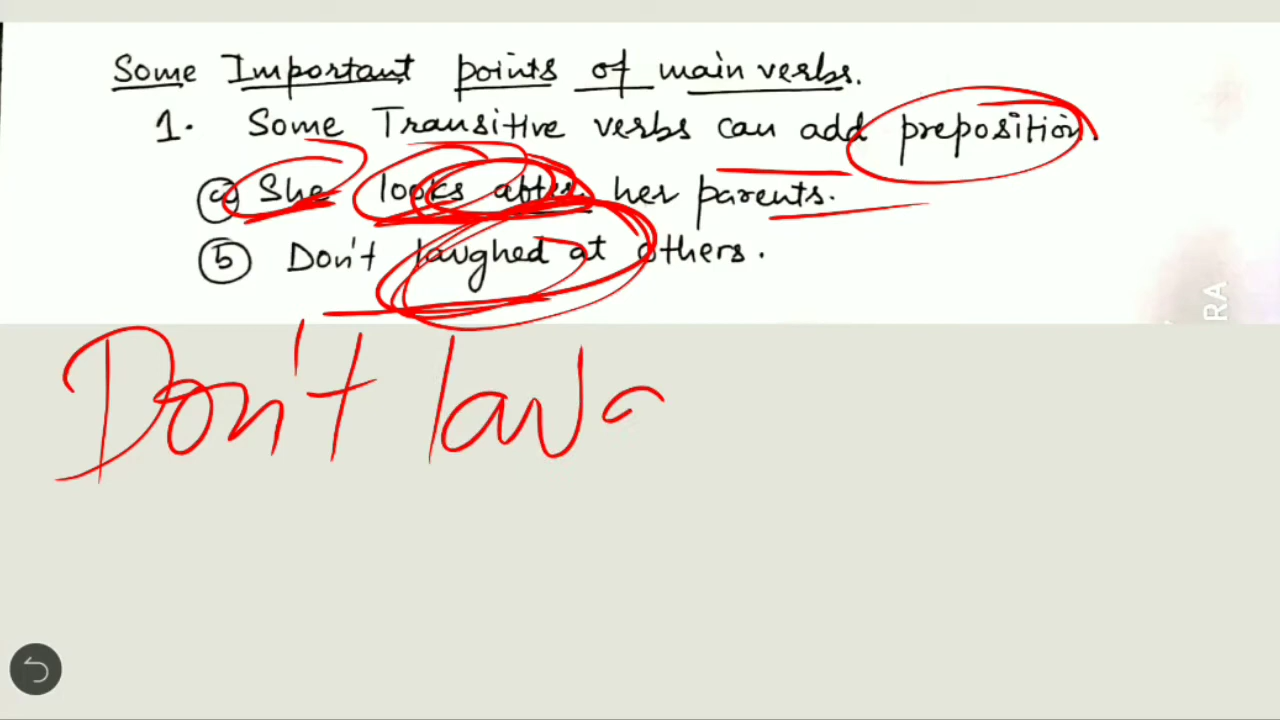 Some Important points of main verbs.
1. Some Transitive verbs can add preposition.
(a) She looks after her parents.
(b) Don't laughed at others.
Don't
RA